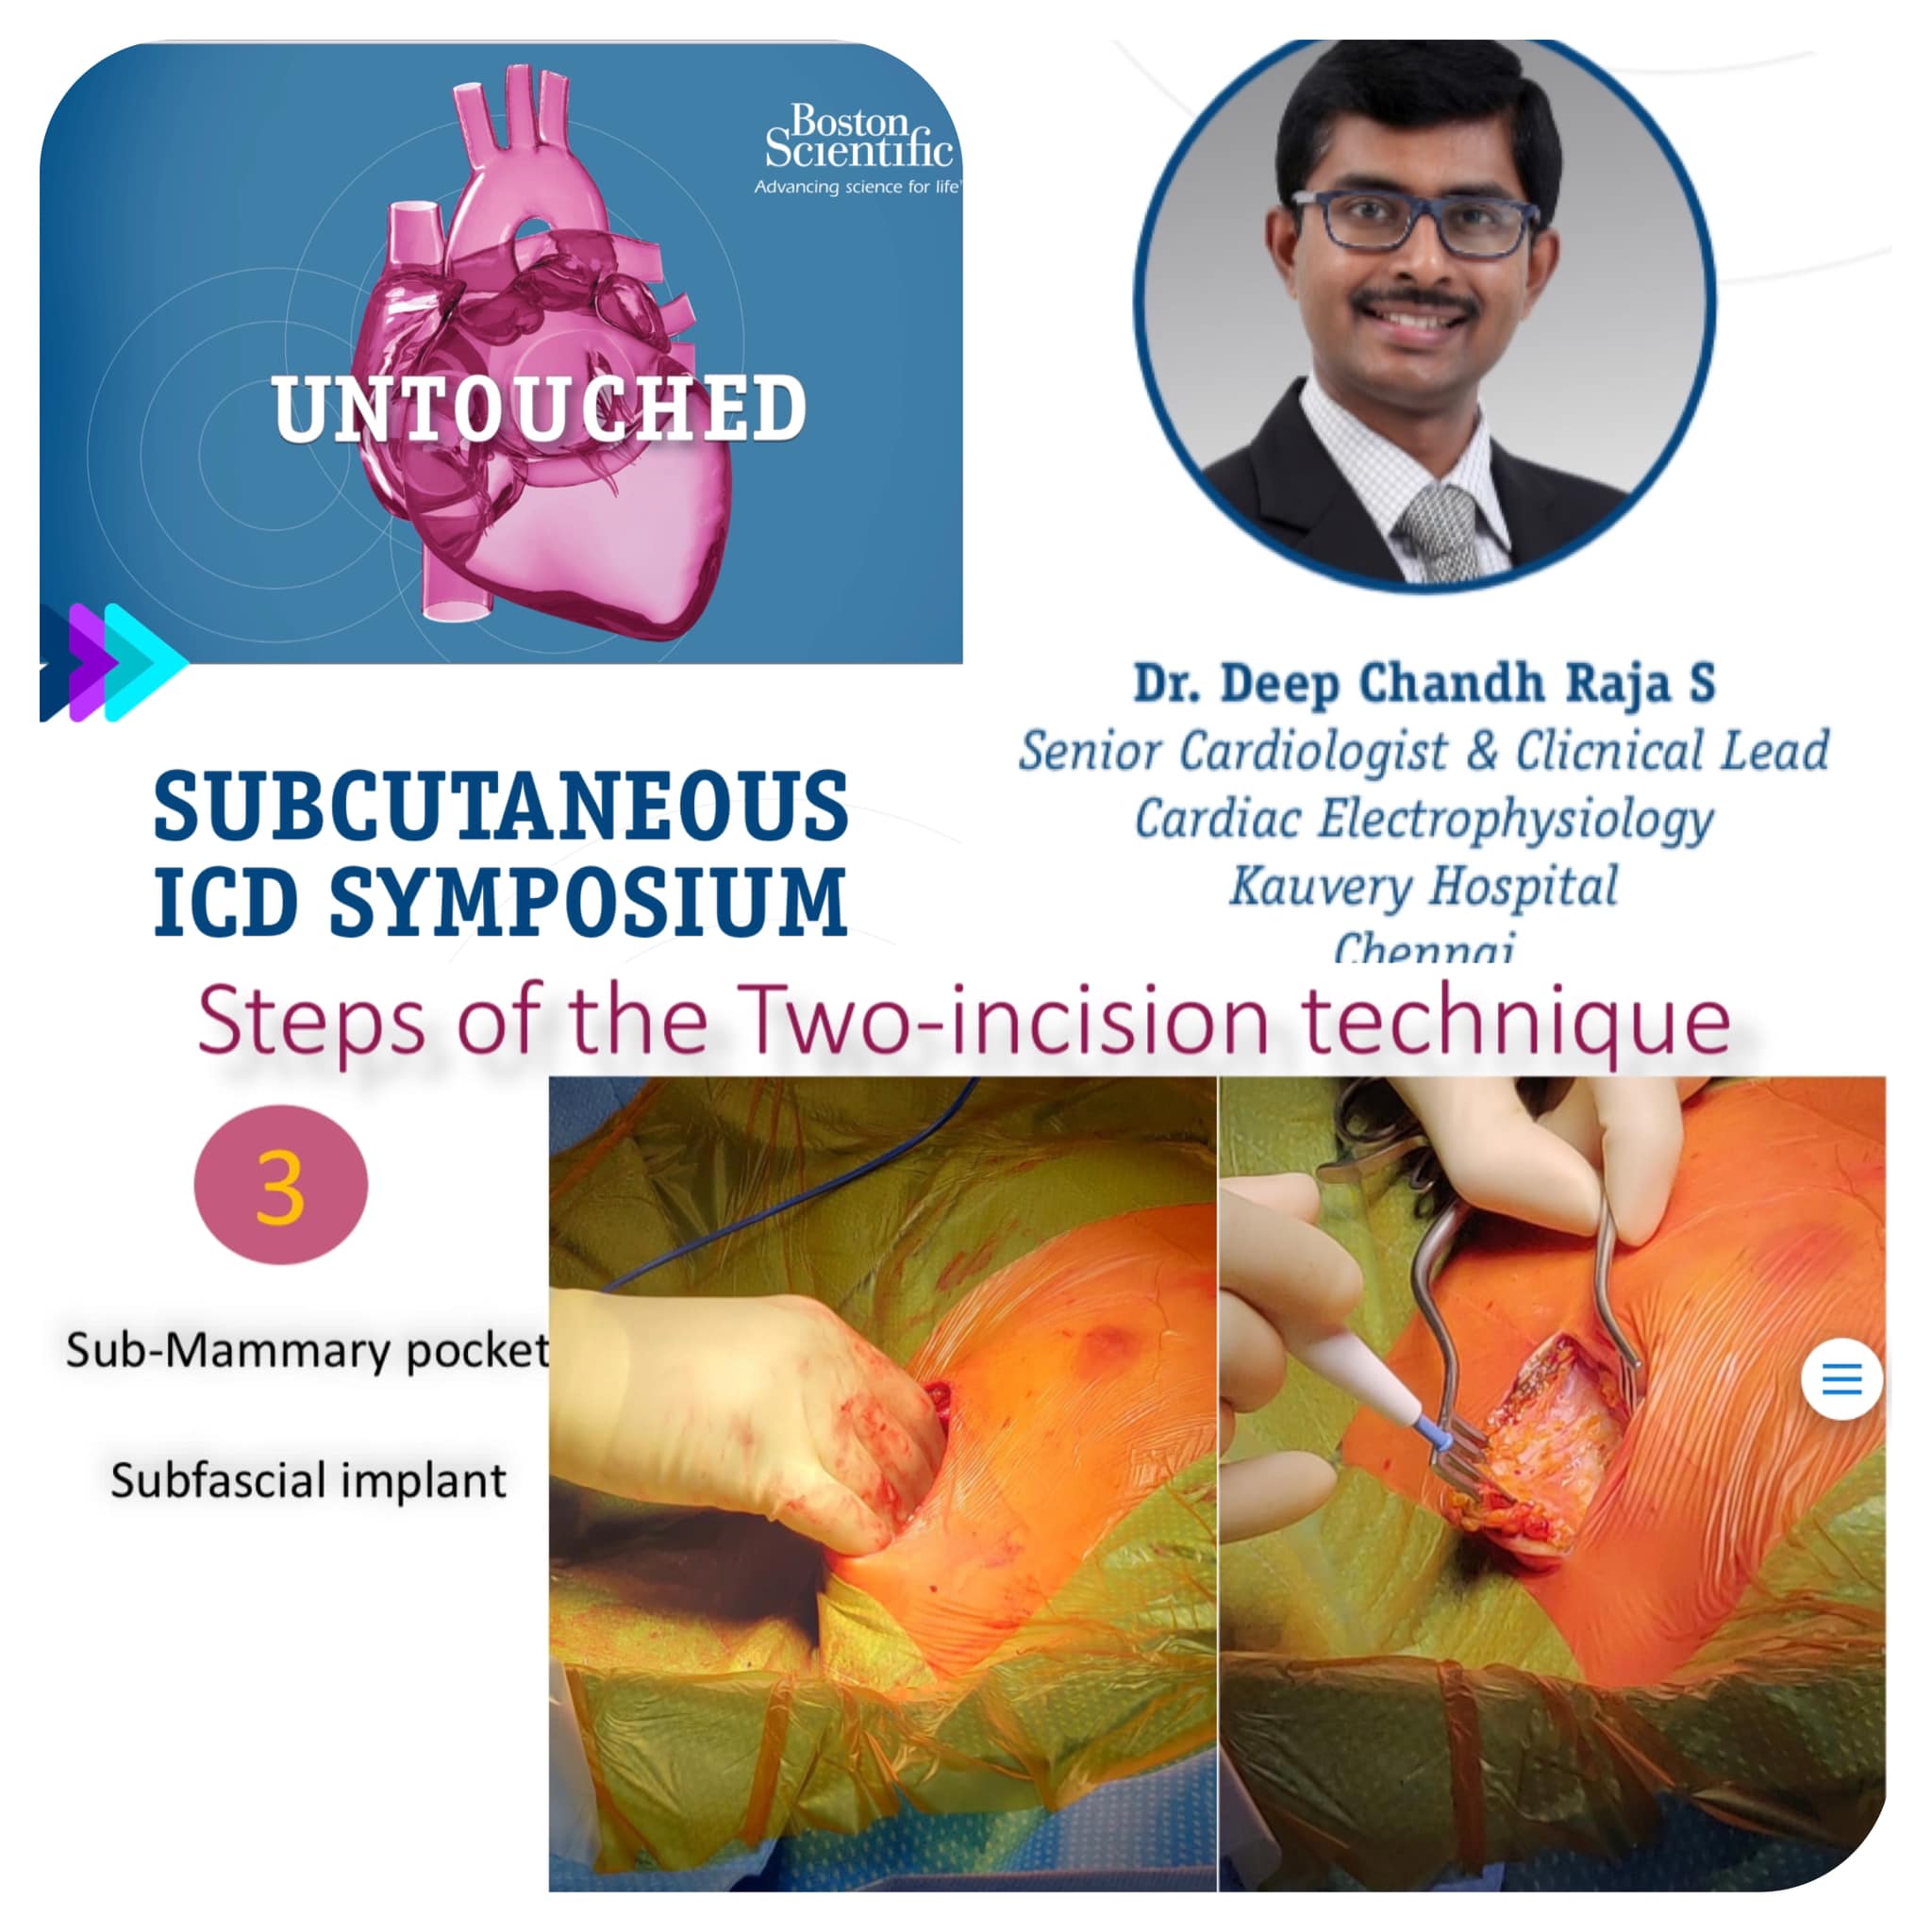 Boston
Scientific
Advancing science for life
UNTOUCHED
SUBCUTANEOUS
ICD SYMPOSIUM
Dr. Deep Chandh Raja S
Senior Cardiologist & Clicnical Lead
Cardiac Electrophysiology
Kauvery Hospital
Chennai
Steps of the Two-incision technique
3
Sub-Mammary pocket
Subfascial implant